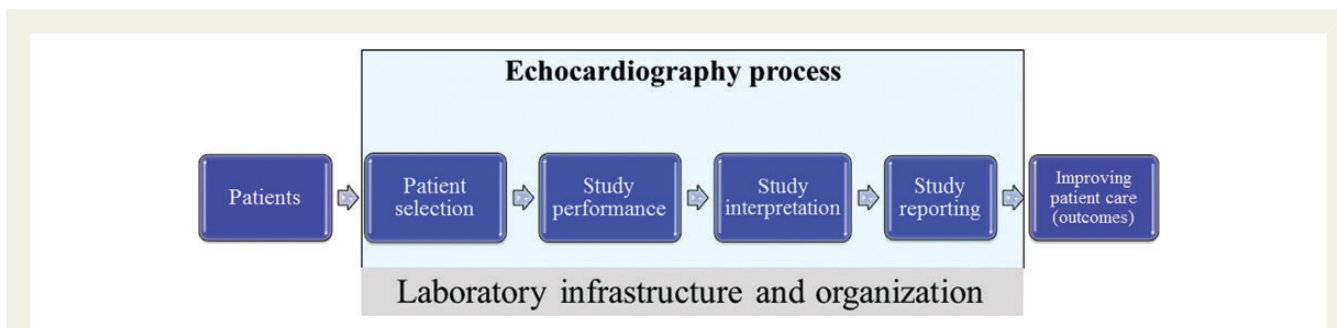 Echocardiography process
Patients
Patient
selection
Study
performance
Study
interpretation
Study
reporting
Improving
patient care
(outcomes)
Laboratory infrastructure and organization